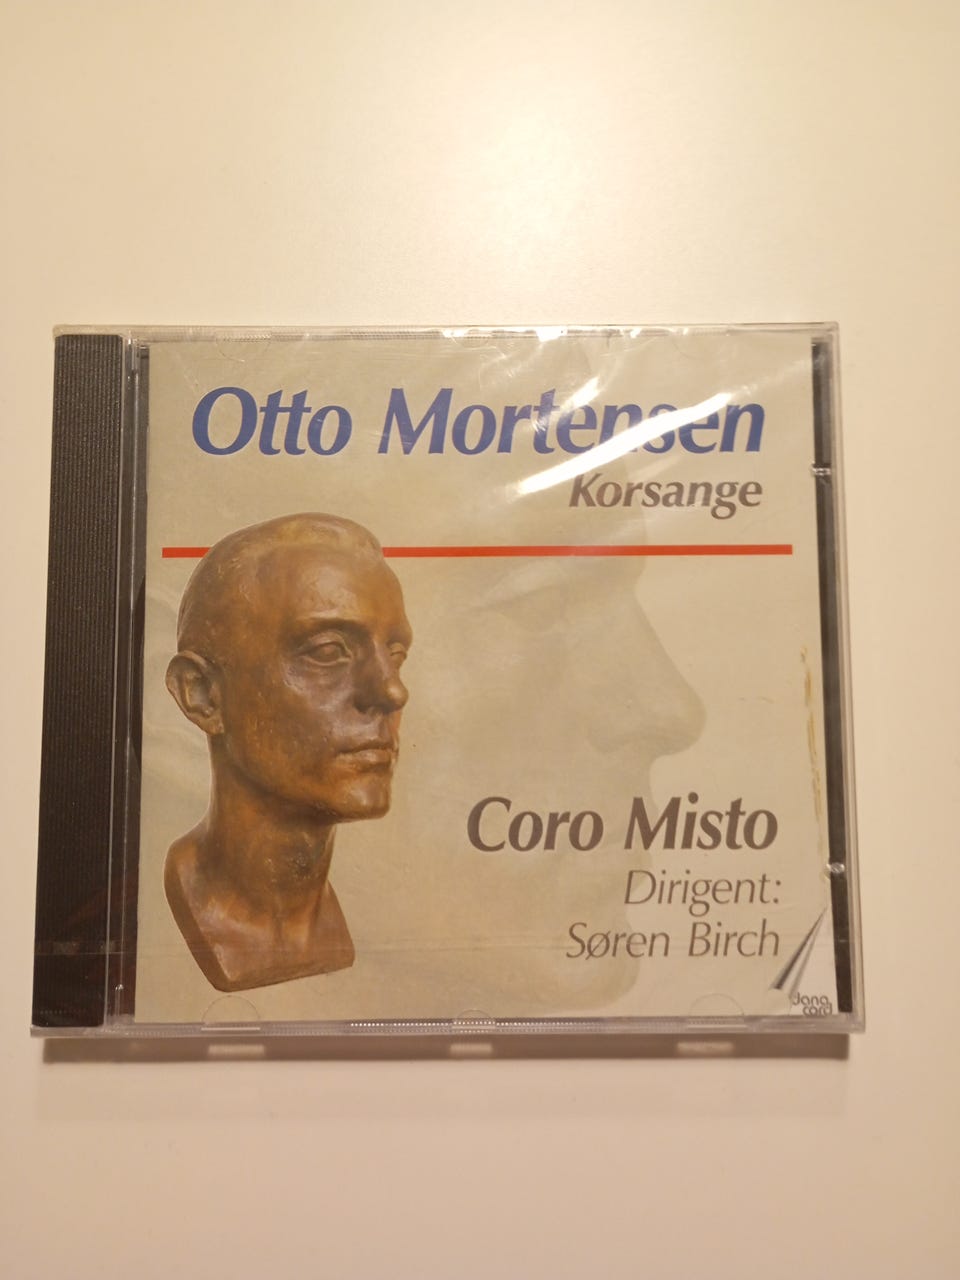 Otto Mortensen
Korsange
Coro Misto
Dirigent:
Søren Birch
dana
cord